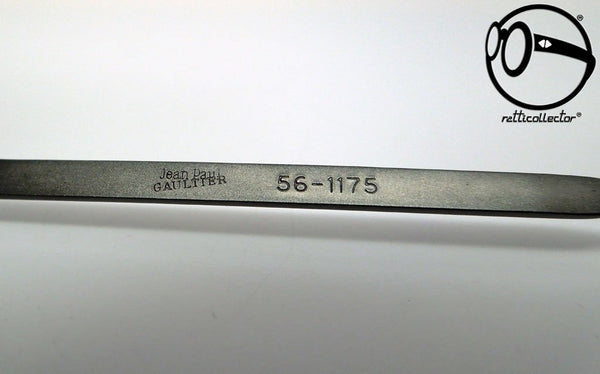 Jean Paul
GAULTIER
56-1175
retticollector®